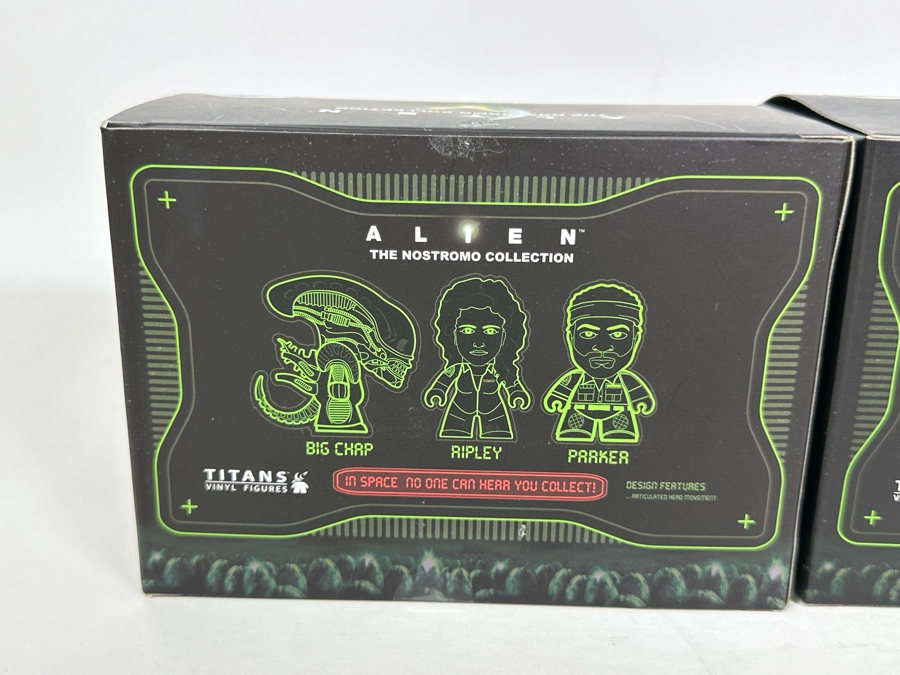 ALIEN™
THE NOSTROMO COLLECTION
BIG CHAP
RIPLEY
PARKER
TITANS
VINYL FIGURES
IN SPACE NO ONE CAN HEAR YOU COLLECT!
DESIGN FEATURES
... ARTICULATED HEAD MOVEMENT